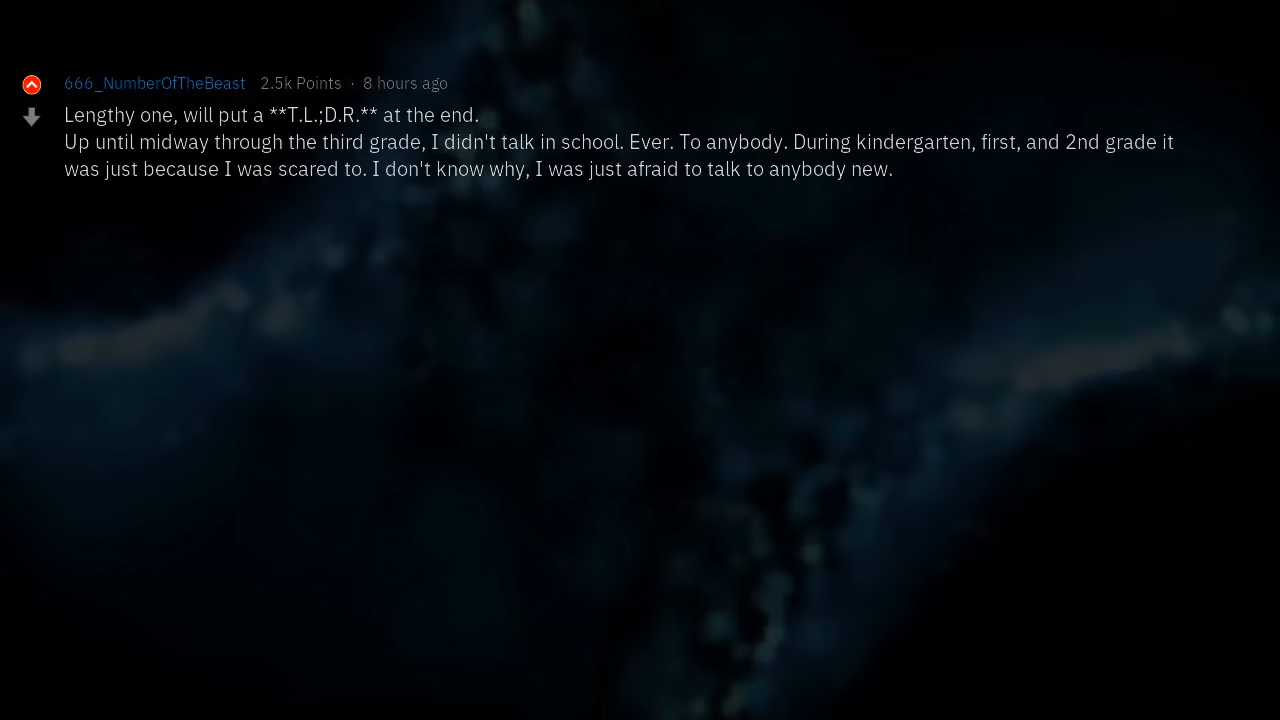 666_NumberOfTheBeast 2.5k Points · 8 hours ago
Lengthy one, will put a **T.L.;D.R.** at the end.
Up until midway through the third grade, I didn't talk in school. Ever. To anybody. During kindergarten, first, and 2nd grade it
was just because I was scared to. I don't know why, I was just afraid to talk to anybody new.